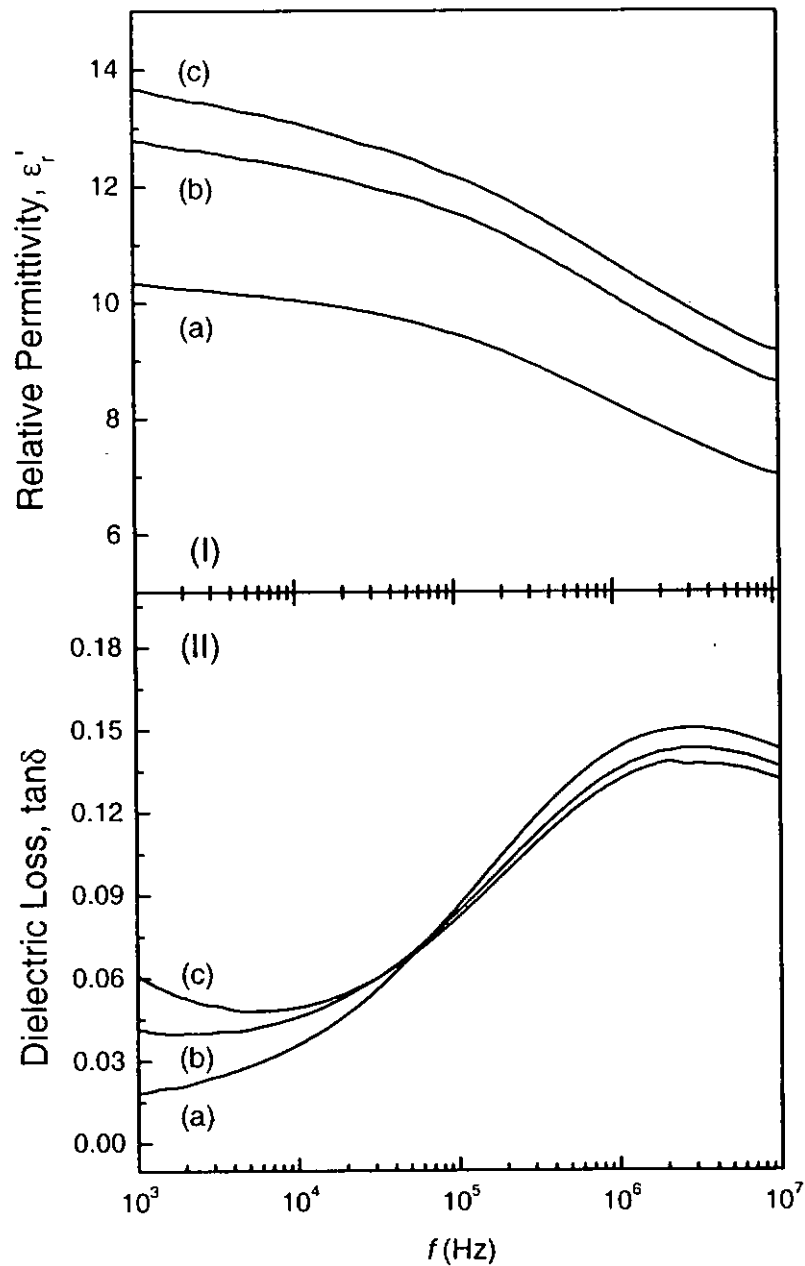 Relative Permittivity, εr'
14
12
10
8
6
(c)
(b)
(a)
(I)
Dielectric Loss, tanδ
0.18
0.15
0.12
0.09
0.06
0.03
0.00
(II)
(c)
(b)
(a)
10³ 10⁴ 10⁵ 10⁶ 10⁷
f (Hz)